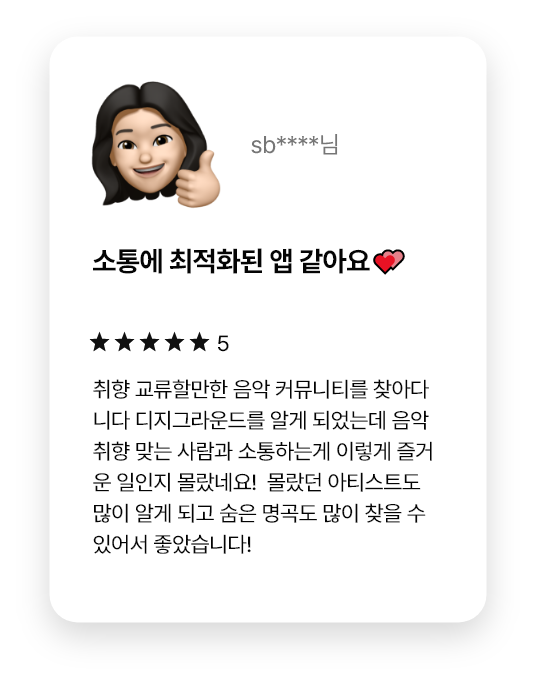 sb****님
소통에 최적화된 앱 같아요💕
★★★★★ 5
취향 교류할만한 음악 커뮤니티를 찾아다
니다 디지그라운드를 알게 되었는데 음악
취향 맞는 사람과 소통하는게 이렇게 즐거
운 일인지 몰랐네요!  몰랐던 아티스트도
많이 알게 되고 숨은 명곡도 많이 찾을 수
있어서 좋았습니다!